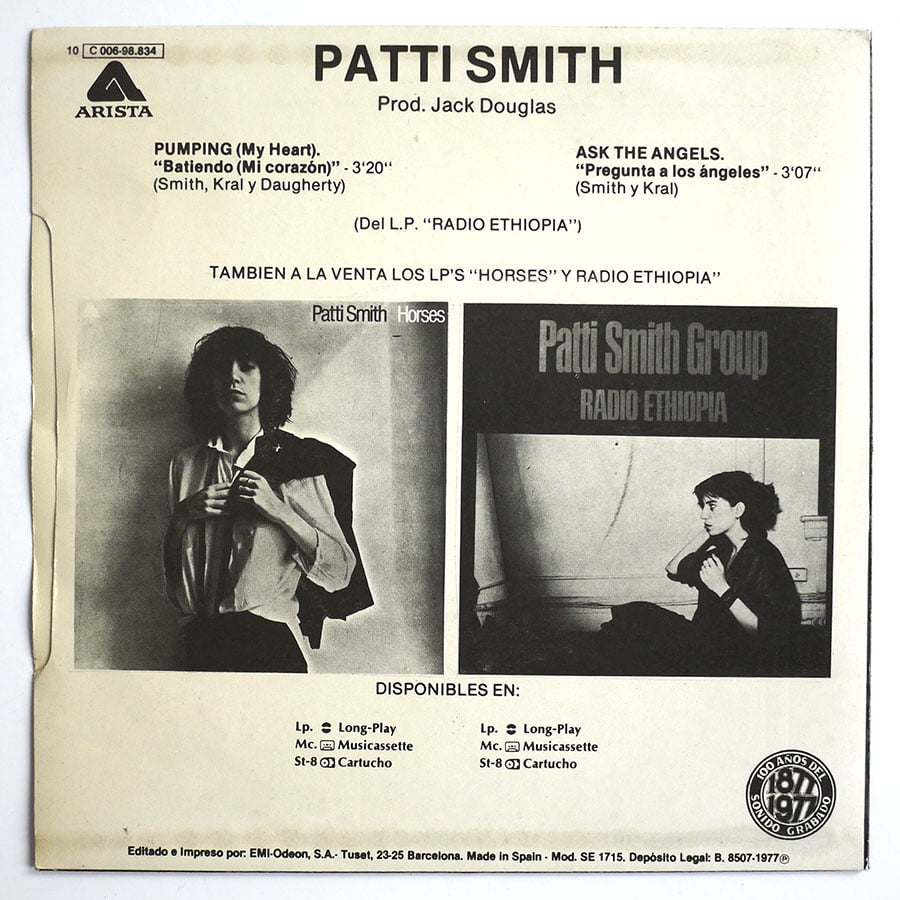 10 C 006-98.834
ARISTA
PATTI SMITH
Prod. Jack Douglas
PUMPING (My Heart).
"Batiendo (Mi corazón)" - 3'20"
(Smith, Kral y Daugherty)
ASK THE ANGELS.
"Pregunta a los ángeles" - 3'07"
(Smith y Kral)
(Del L.P. "RADIO ETHIOPIA")
TAMBIEN A LA VENTA LOS LP'S "HORSES" Y RADIO ETHIOPIA"
Patti Smith Horses
Patti Smith Group
RADIO ETHIOPIA
DISPONIBLES EN:
Lp. Long-Play
Mc. Musicassette
St-8 Cartucho
Lp. Long-Play
Mc. Musicassette
St-8 Cartucho
100 AÑOS DEL
1877
1977
SONIDO GRABADO
Editado e Impreso por: EMI-Odeon, S.A.- Tuset, 23-25 Barcelona. Made in Spain - Mod. SE 1715. Depósito Legal: B. 8507-1977 ℗